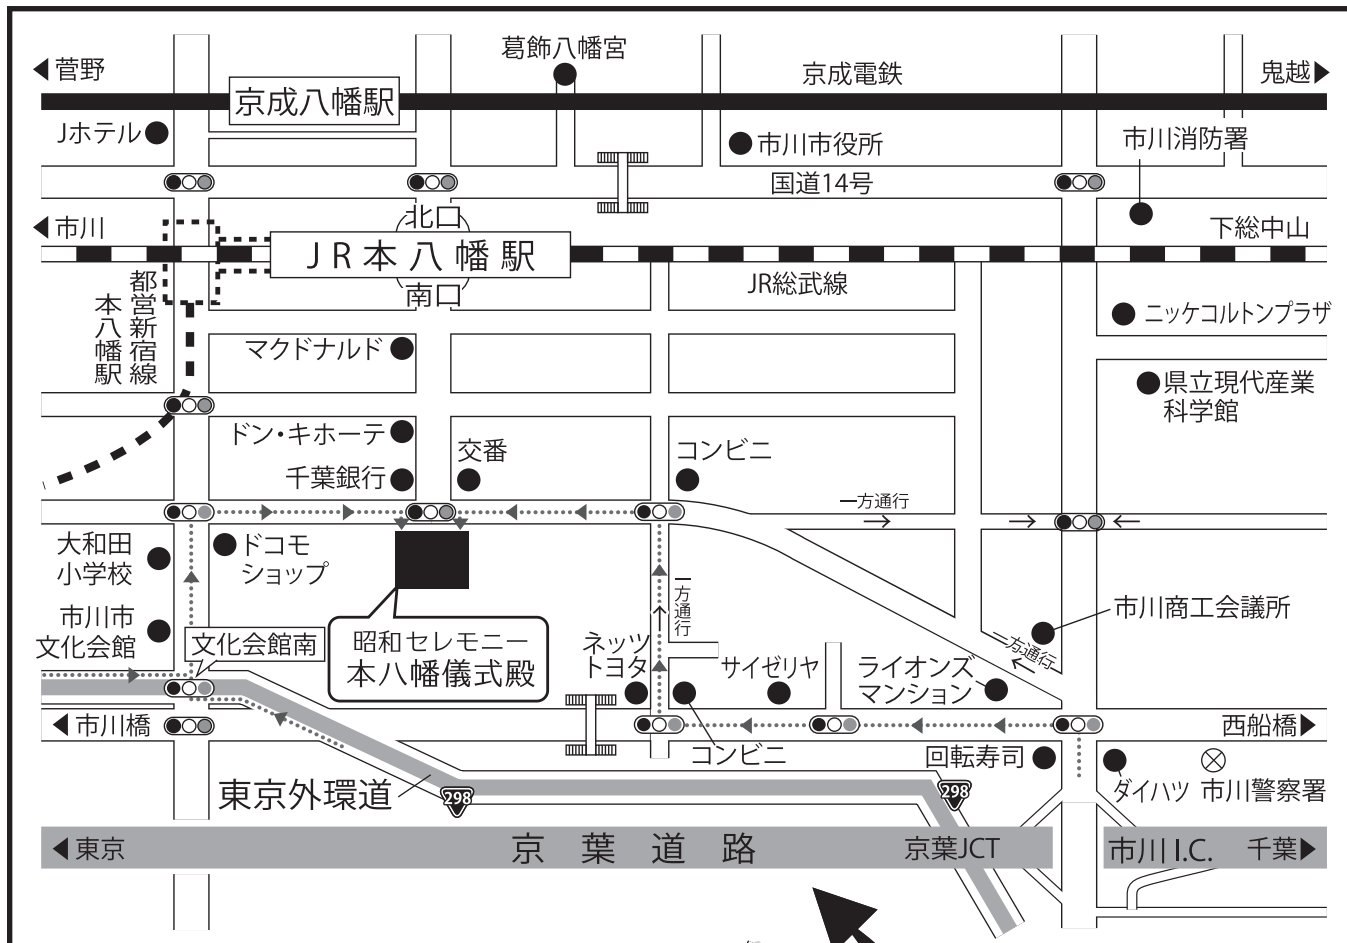 葛飾八幡宮
◀菅野
京成電鉄
鬼越▶
京成八幡駅
Jホテル
市川市役所
市川消防署
国道14号
◀市川
北口
下総中山
JR本八幡駅
南口
JR総武線
都営新宿線
本八幡駅
ニッケコルトンプラザ
マクドナルド
県立現代産業
科学館
ドン・キホーテ
交番
コンビニ
千葉銀行
一方通行
大和田
小学校
ドコモ
ショップ
一方通行
市川市
文化会館
文化会館南
昭和セレモニー
本八幡儀式殿
市川商工会議所
一方通行
ネッツ
トヨタ
サイゼリヤ
ライオンズ
マンション
◀市川橋
西船橋▶
コンビニ
回転寿司
ダイハツ
市川警察署
東京外環道
298
298
◀東京
京葉道路
京葉JCT
市川I.C.
千葉▶